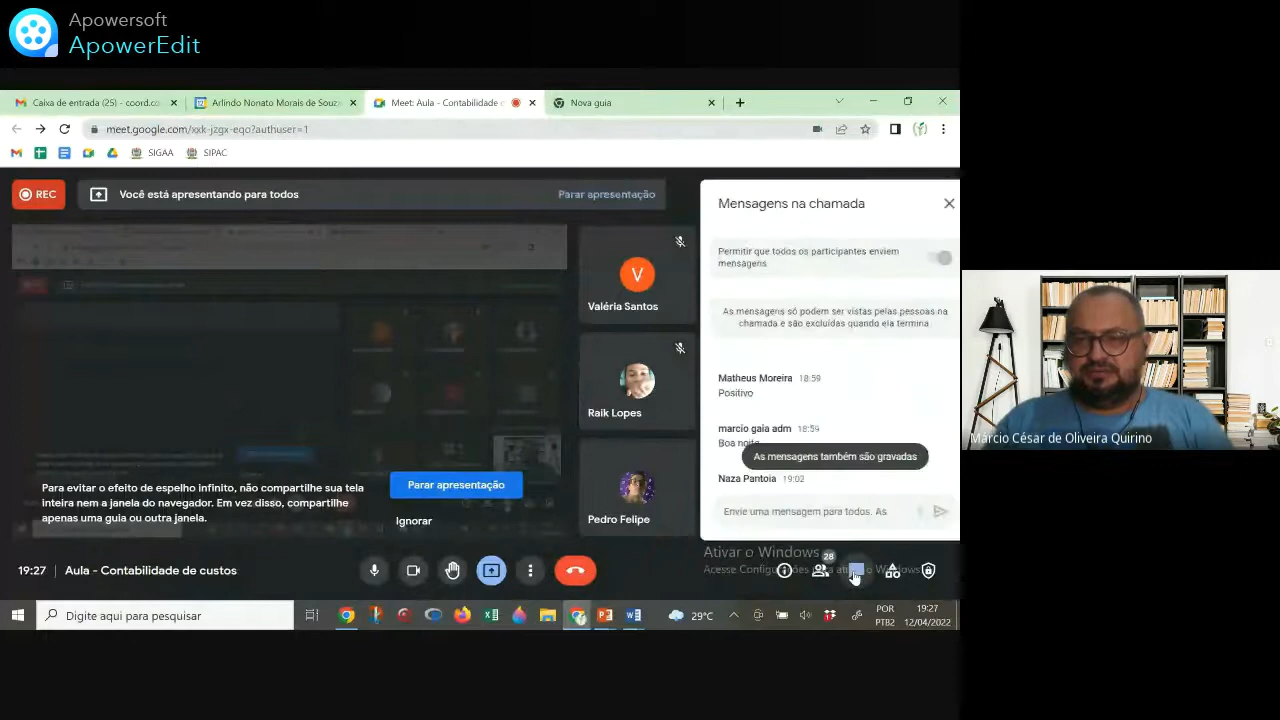 Apowersoft
ApowerEdit
Caixa de entrada (25) - coord.co
Arlindo Nonato Morais de Souz
Meet: Aula - Contabilidade
Nova guia
meet.google.com/xxk-jzgx-eqo?authuser=1
SIGAA
SIPAC
REC
Você está apresentando para todos
Parar apresentação
Mensagens na chamada
Permitir que todos os participantes enviem
mensagens
As mensagens só podem ser vistas pelas pessoas na
chamada e são excluídas quando ela termina
V
Valéria Santos
Raik Lopes
Pedro Felipe
Matheus Moreira 18:59
Positivo
marcio gaia adm 18:59
Boa noite
As mensagens também são gravadas
Naza Pantoja 19:02
Envie uma mensagem para todos. As
Para evitar o efeito de espelho infinito, não compartilhe sua tela
inteira nem a janela do navegador. Em vez disso, compartilhe
apenas uma guia ou outra janela.
Parar apresentação
Ignorar
Márcio César de Oliveira Quirino
Ativar o Windows
28
19:27 Aula - Contabilidade de custos
Digite aqui para pesquisar
29°C
POR
PTB2
19:27
12/04/2022